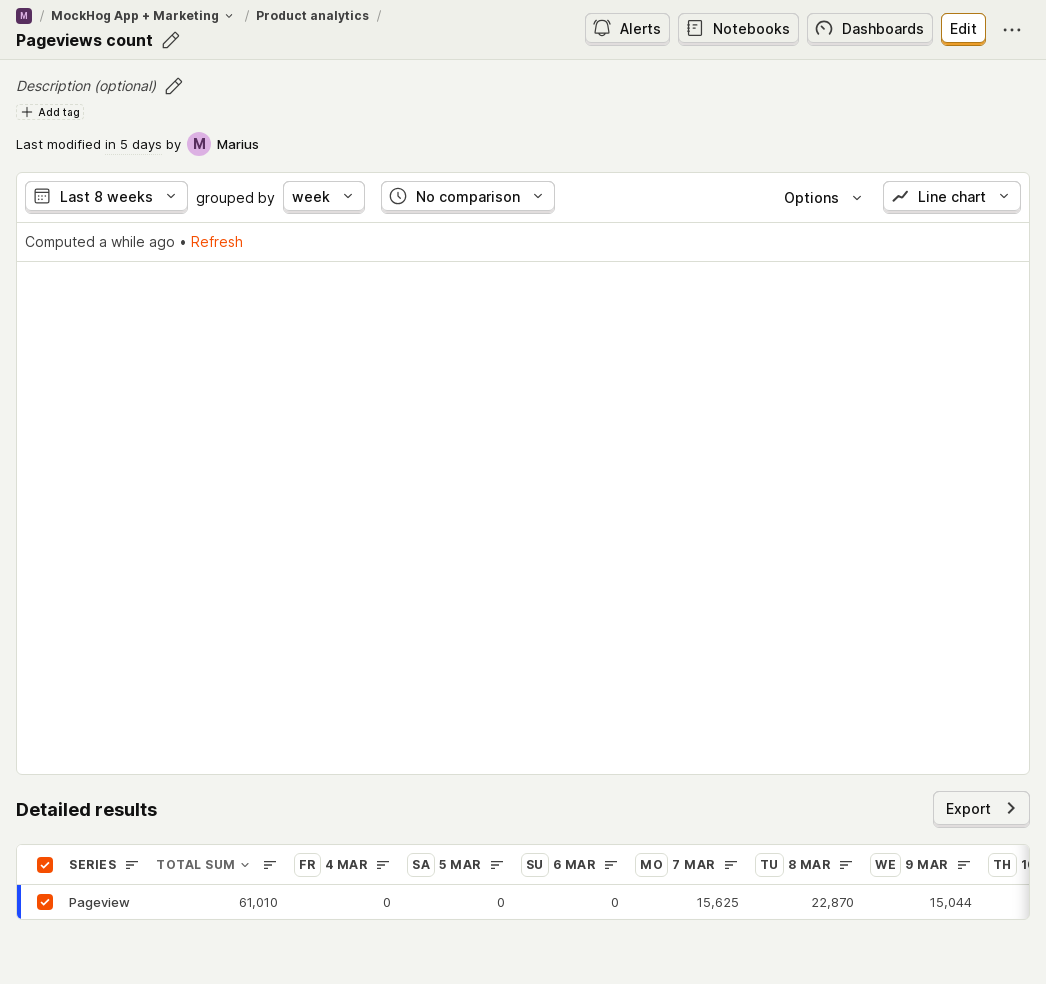 M / MockHog App + Marketing / Product analytics /
Pageviews count
Alerts Notebooks Dashboards Edit
Description (optional)
Add tag
Last modified in 5 days by M Marius
Last 8 weeks grouped by week No comparison Options Line chart
Computed a while ago • Refresh
Detailed results
Export
SERIES TOTAL SUM FR 4 MAR SA 5 MAR SU 6 MAR MO 7 MAR TU 8 MAR WE 9 MAR TH
Pageview 61,010 0 0 0 15,625 22,870 15,044